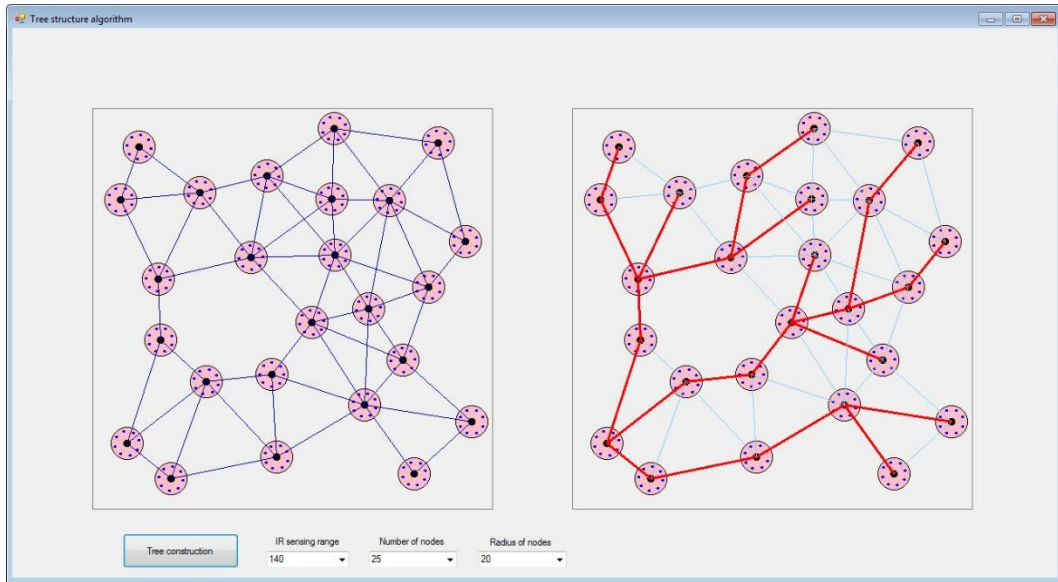 Tree structure algorithm
Tree construction
IR sensing range
140
Number of nodes
25
Radius of nodes
20